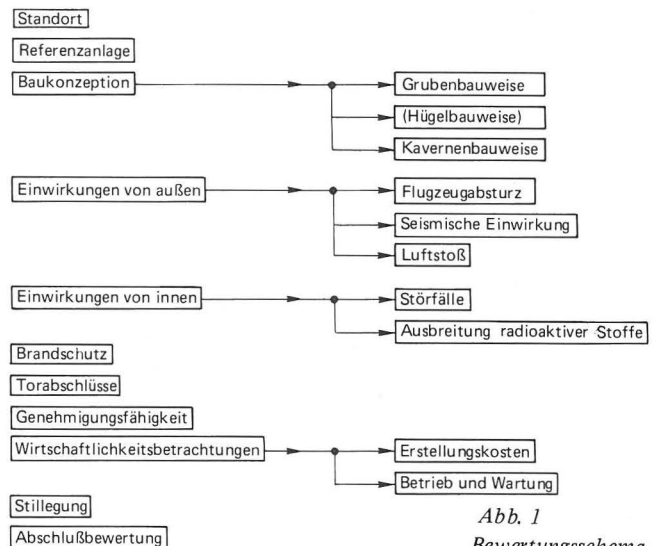 Standort
Referenzanlage
Baukonzeption
Grubenbauweise
(Hügelbauweise)
Kavernenbauweise
Einwirkungen von außen
Flugzeugabsturz
Seismische Einwirkung
Luftstoß
Einwirkungen von innen
Störfälle
Ausbreitung radioaktiver Stoffe
Brandschutz
Torabschlüsse
Genehmigungsfähigkeit
Wirtschaftlichkeitsbetrachtungen
Erstellungskosten
Betrieb und Wartung
Stillegung
Abschlußbewertung
Abb. 1
Bewertungsschema